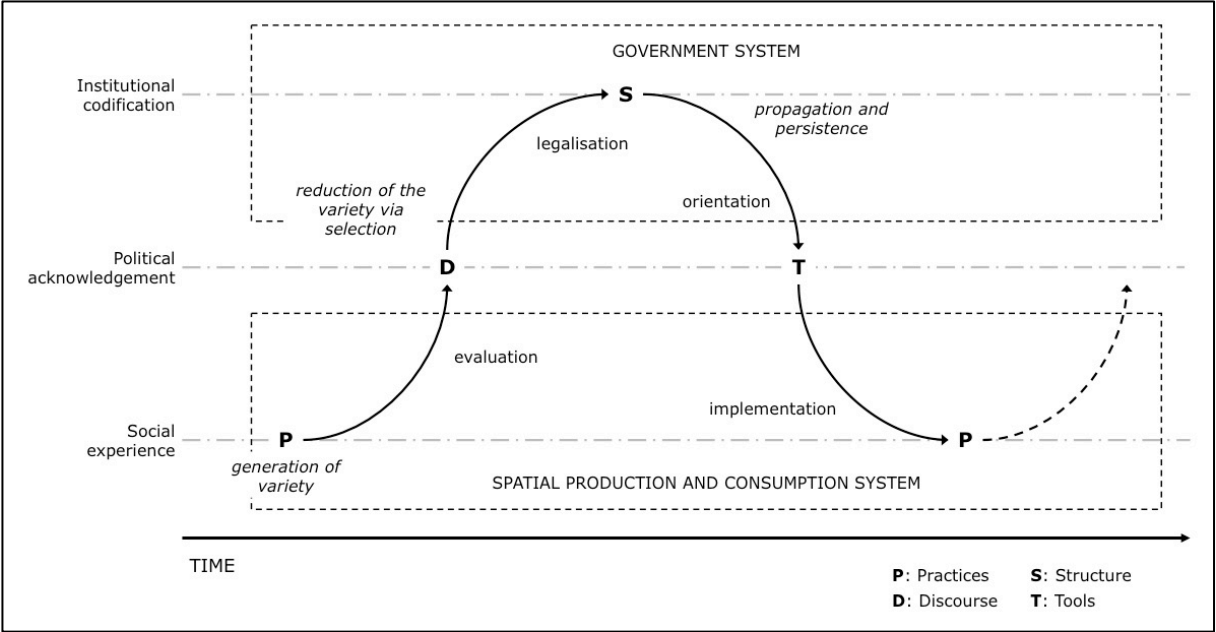 GOVERNMENT SYSTEM
Institutional
codification
S
propagation and
persistence
legalisation
reduction of the
variety via
selection
orientation
Political
acknowledgement
D
T
evaluation
implementation
Social
experience
P
P
generation of
variety
SPATIAL PRODUCTION AND CONSUMPTION SYSTEM
TIME
P: Practices
S: Structure
D: Discourse
T: Tools